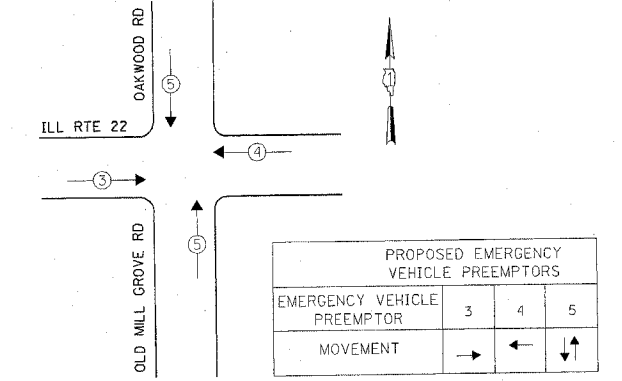 OAKWOOD RD
5
ILL RTE 22
4
3
5
OLD MILL GROVE RD
PROPOSED EMERGENCY
VEHICLE PREEMPTORS
EMERGENCY VEHICLE
PREEMPTOR
3 4 5
MOVEMENT